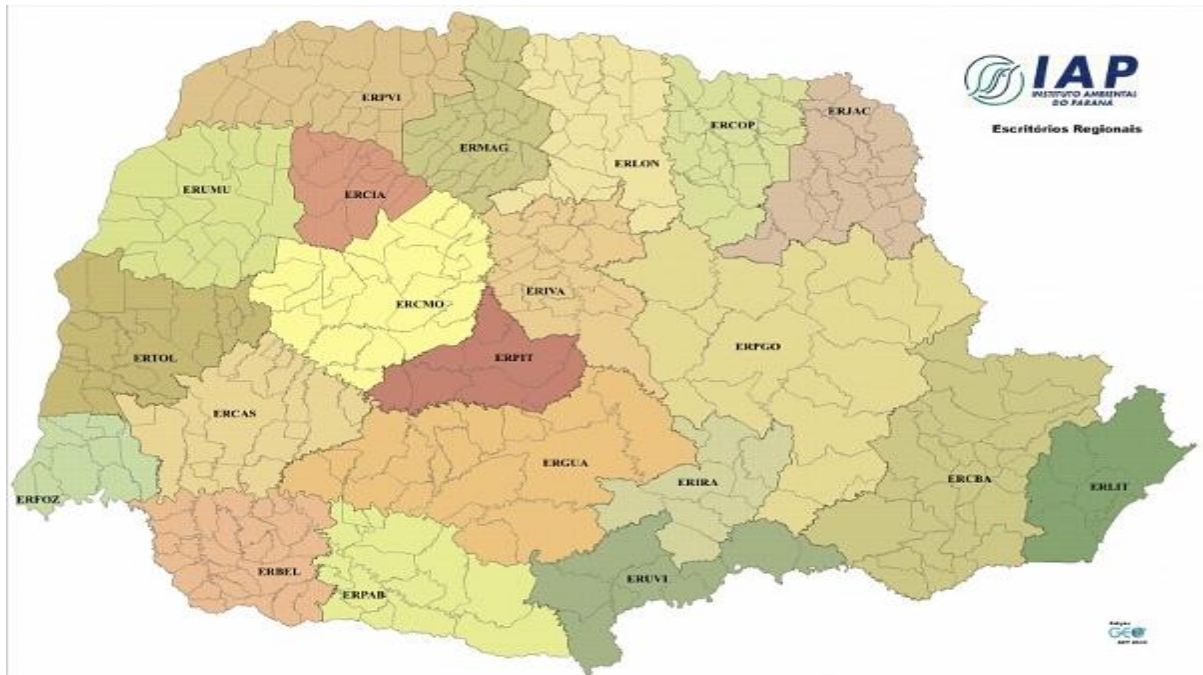 IAP
INSTITUTO AMBIENTAL
DO PARANÁ
Escritórios Regionais
ERPVI
ERMAG
ERLON
ERCOP
ERJAC
ERUMU
ERCIA
ERCMO
ERIVA
ERTOL
ERPIT
ERPGO
ERCAS
ERGUA
ERIRA
ERCBA
ERLIT
ERFOZ
ERBEL
ERPAB
ERUVI
GEO